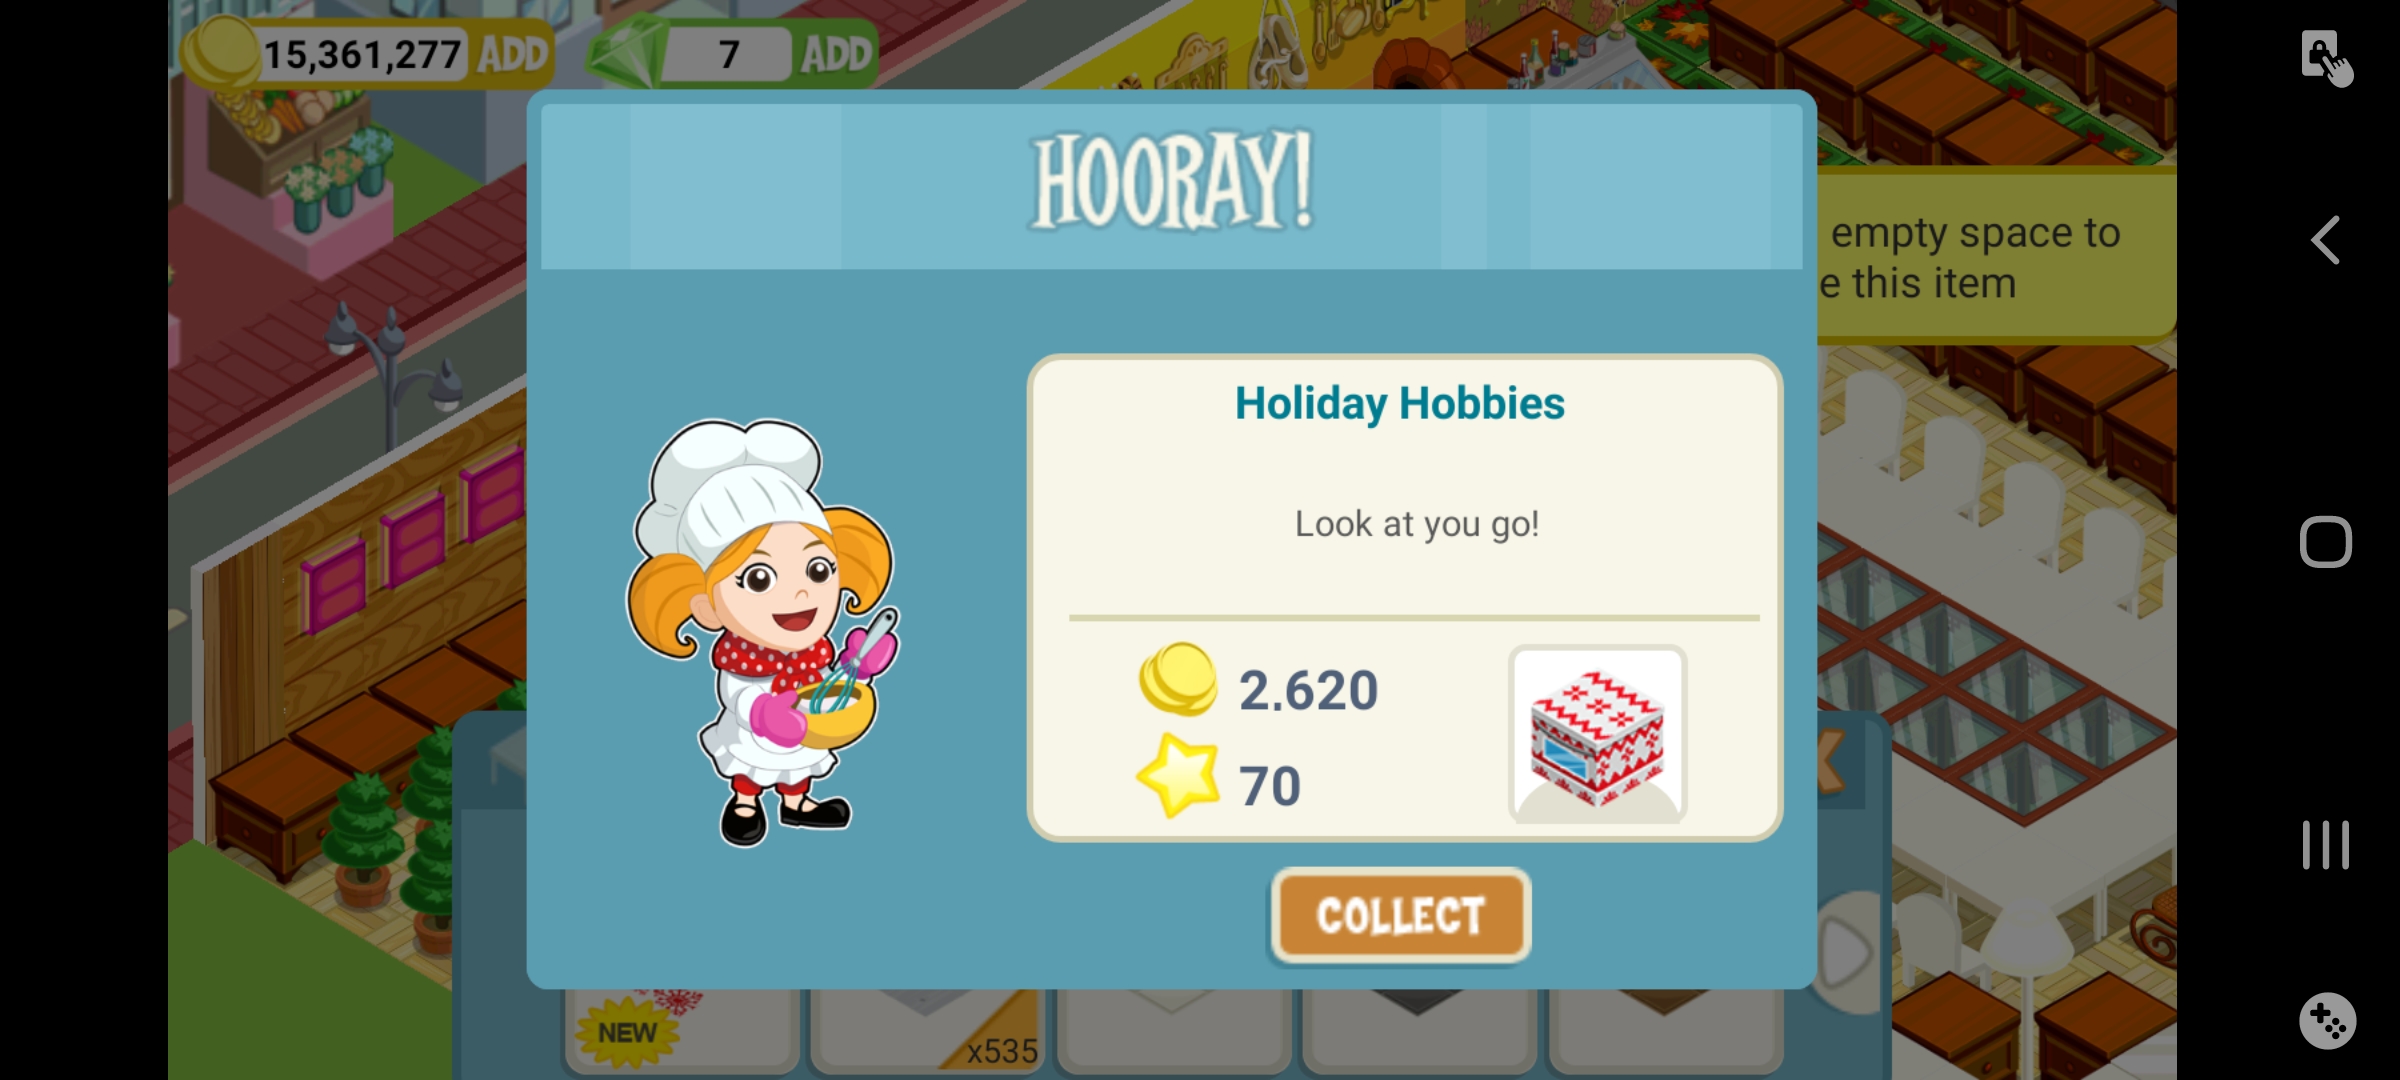 15,361,277 ADD 7 ADD
HOORAY!
empty space to
e this item
Holiday Hobbies
Look at you go!
2,620
70
COLLECT
NEW
x535